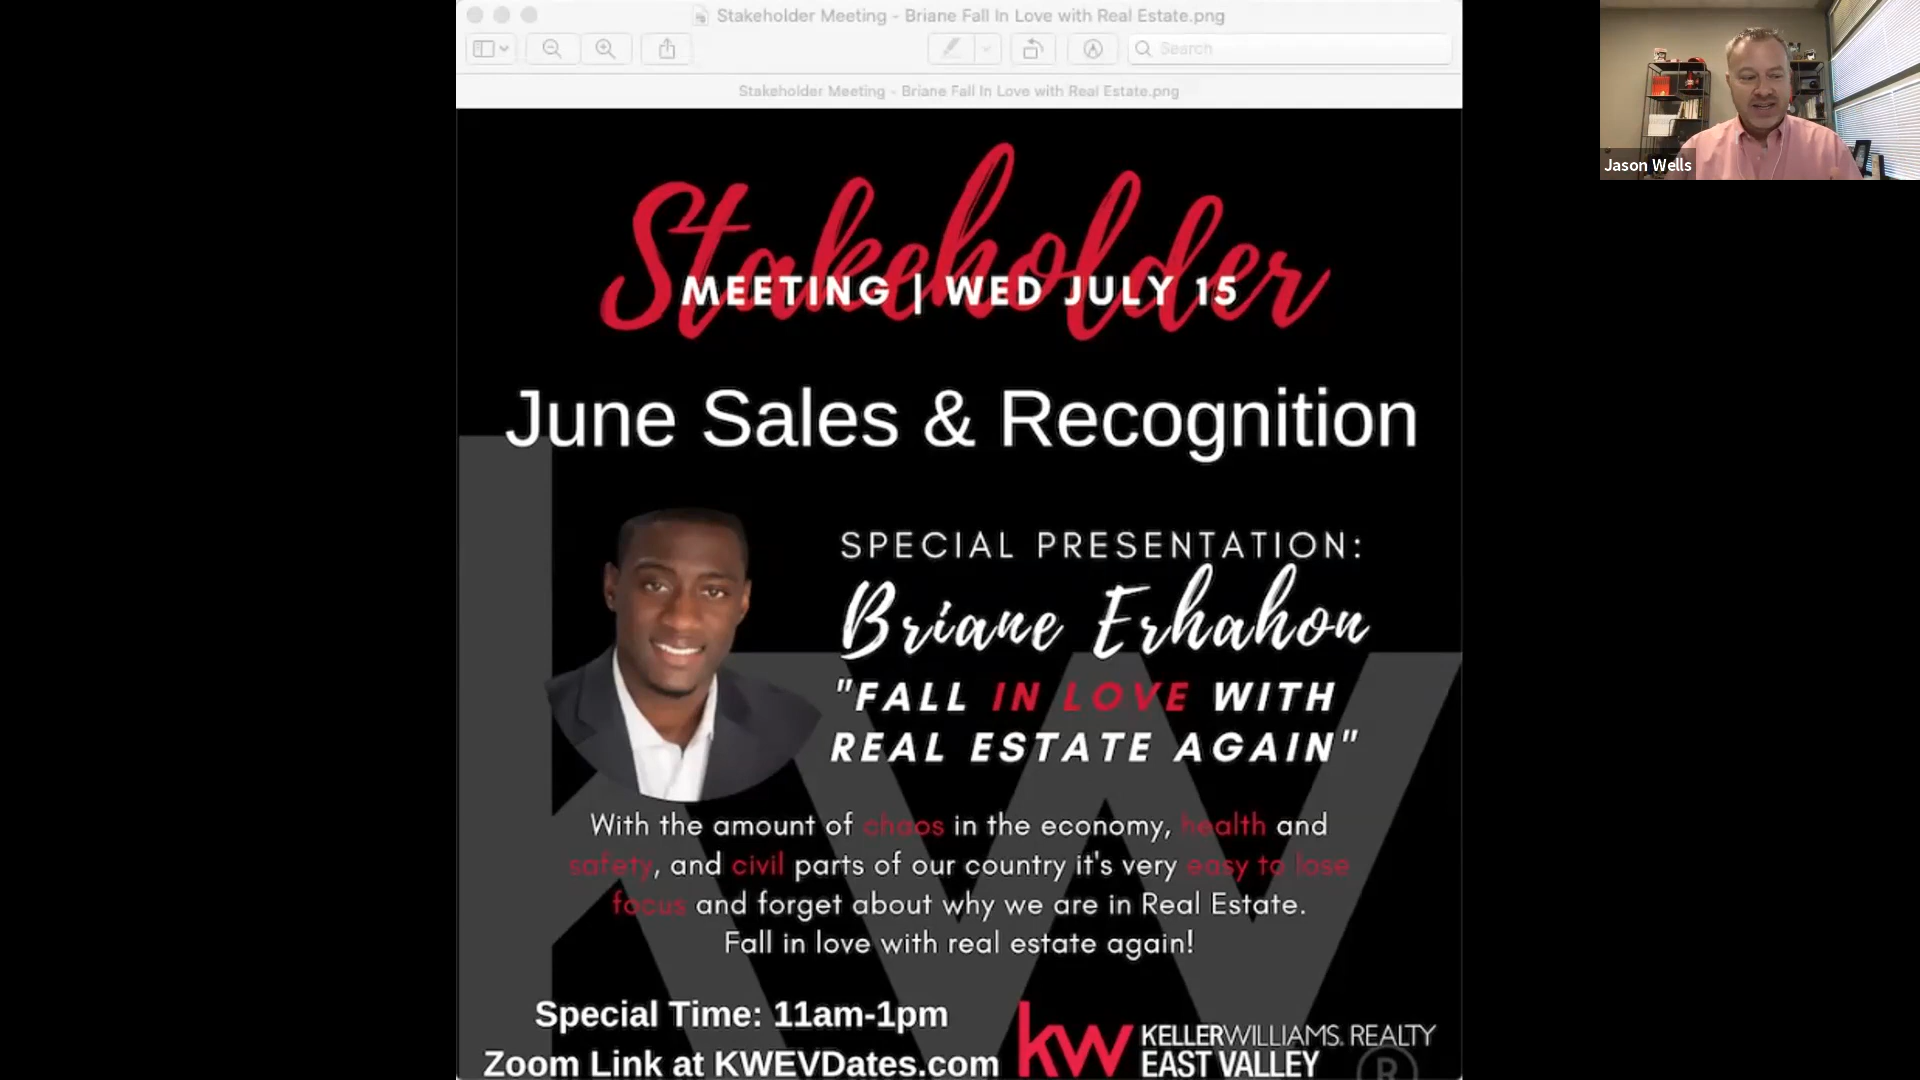 Stakeholder Meeting - Briane Fall In Love with Real Estate.png
Search
Stakeholder Meeting - Briane Fall In Love with Real Estate.png
Jason Wells
Stakeholder
MEETING | WED JULY 15
June Sales & Recognition
SPECIAL PRESENTATION:
Briane Erhahon
"FALL IN LOVE WITH
REAL ESTATE AGAIN"
With the amount of chaos in the economy, health and
safety, and civil parts of our country it's very easy to lose
focus and forget about why we are in Real Estate.
Fall in love with real estate again!
Special Time: 11am-1pm
Zoom Link at KWEVDates.com
kw KELLERWILLIAMS. REALTY
EAST VALLEY
®